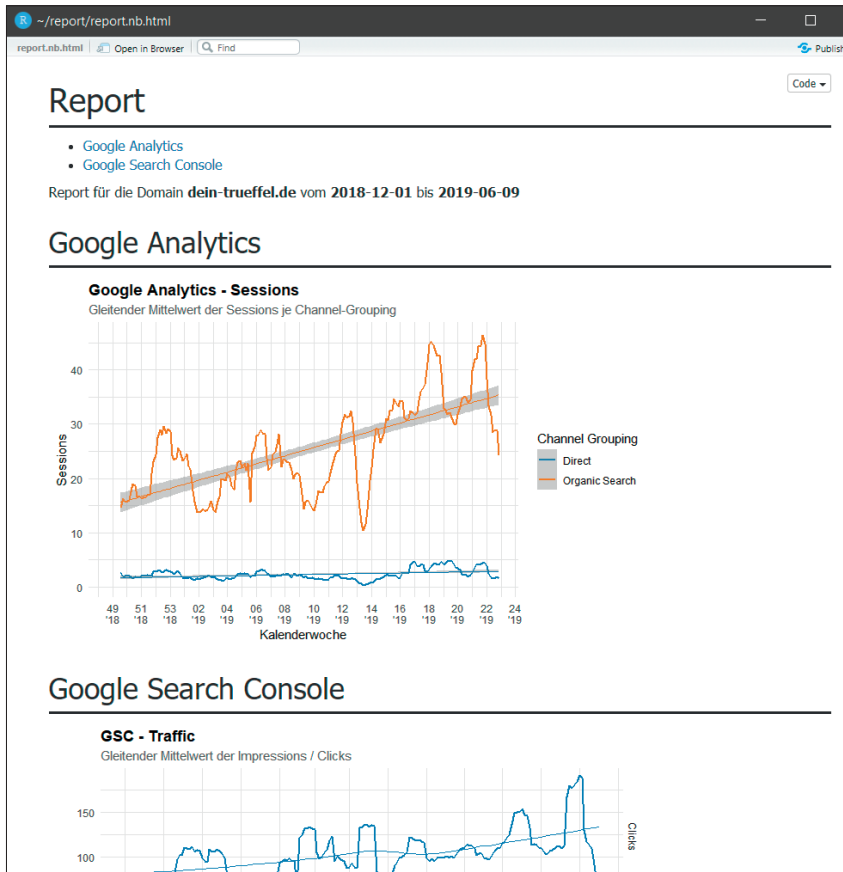 R ~/report/report.nb.html
report.nb.html Open in Browser Find Publish
Code
Report
• Google Analytics
• Google Search Console
Report für die Domain dein-trueffel.de vom 2018-12-01 bis 2019-06-09
Google Analytics
Google Analytics - Sessions
Gleitender Mittelwert der Sessions je Channel-Grouping
40
30
20
10
0
Sessions
Channel Grouping
Direct
Organic Search
49 51 53 02 04 06 08 10 12 14 16 18 20 22 24
'18 '18 '18 '19 '19 '19 '19 '19 '19 '19 '19 '19 '19 '19 '19
Kalenderwoche
Google Search Console
GSC - Traffic
Gleitender Mittelwert der Impressions / Clicks
150
100
Clicks